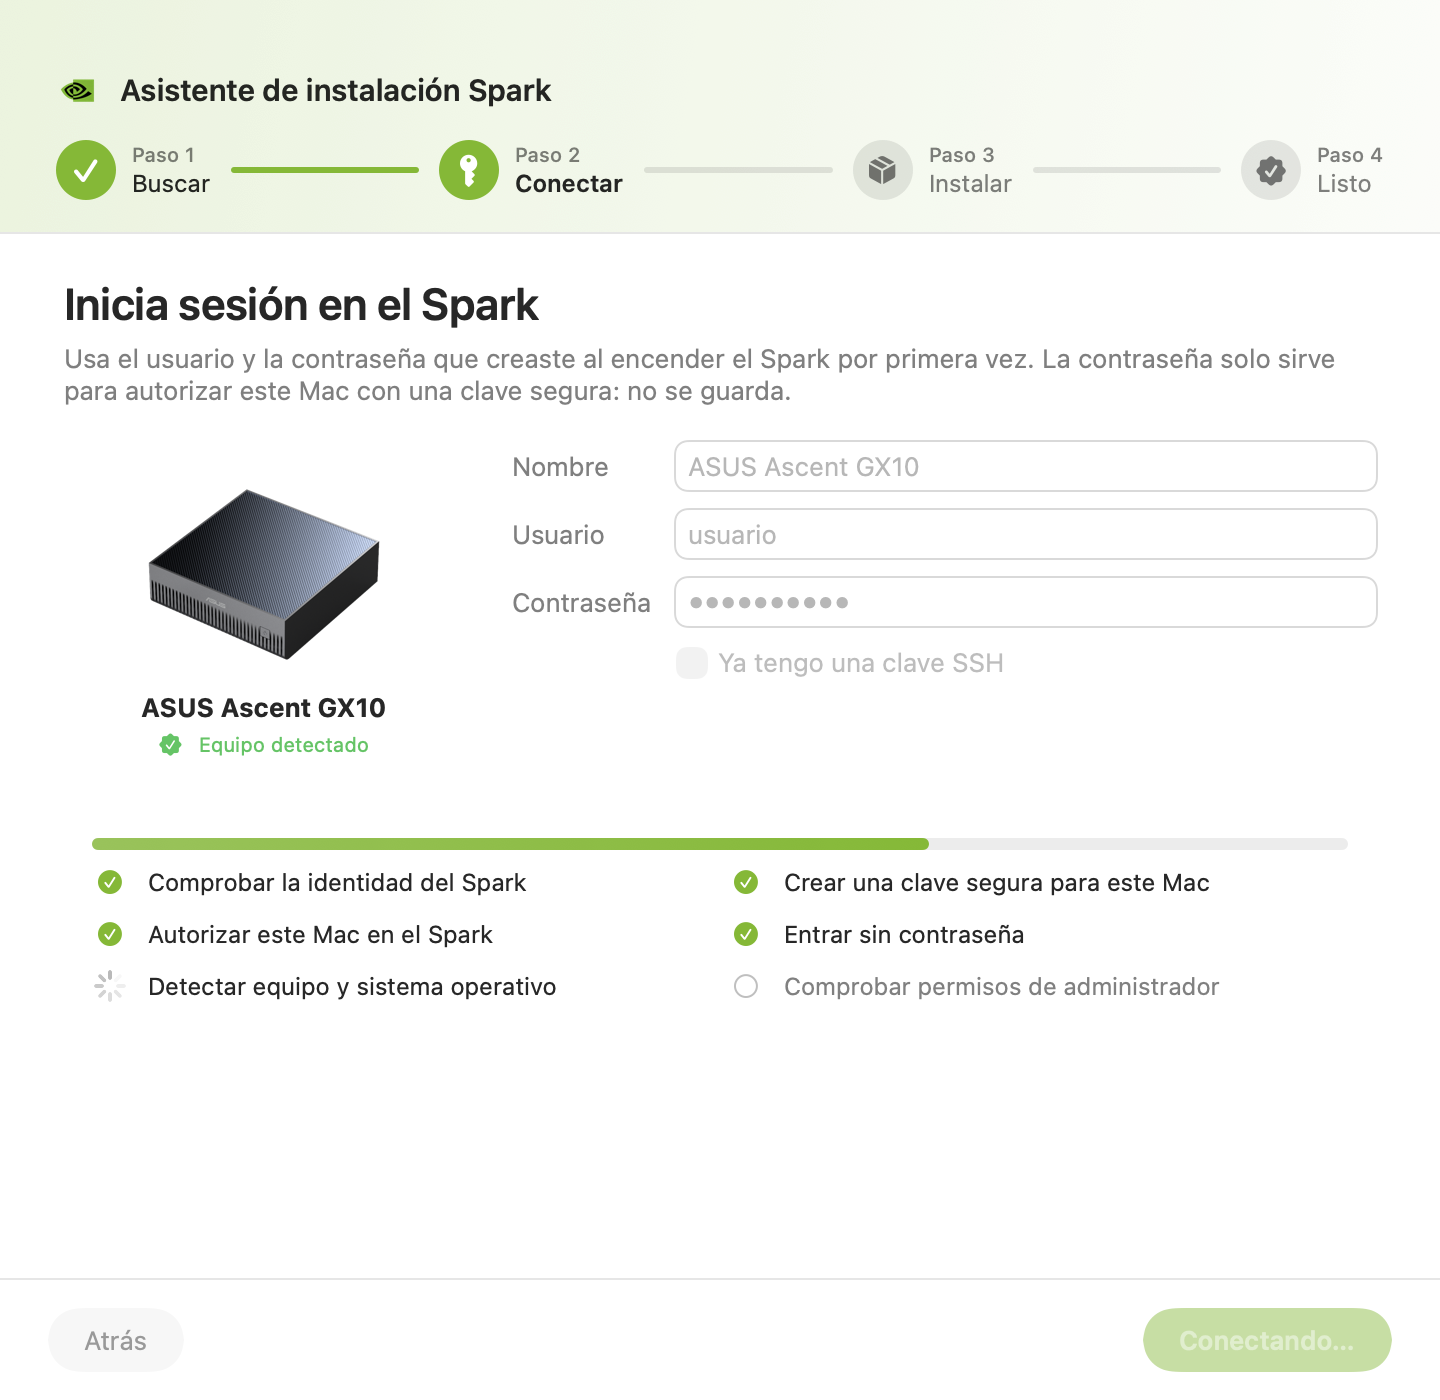 Asistente de instalación Spark
Paso 1
Buscar
Paso 2
Conectar
Paso 3
Instalar
Paso 4
Listo
Inicia sesión en el Spark
Usa el usuario y la contraseña que creaste al encender el Spark por primera vez. La contraseña solo sirve
para autorizar este Mac con una clave segura: no se guarda.
Nombre
ASUS Ascent GX10
Usuario
usuario
Contraseña
Ya tengo una clave SSH
ASUS
ASUS Ascent GX10
Equipo detectado
Comprobar la identidad del Spark
Crear una clave segura para este Mac
Autorizar este Mac en el Spark
Entrar sin contraseña
Detectar equipo y sistema operativo
Comprobar permisos de administrador
Atrás
Conectando...